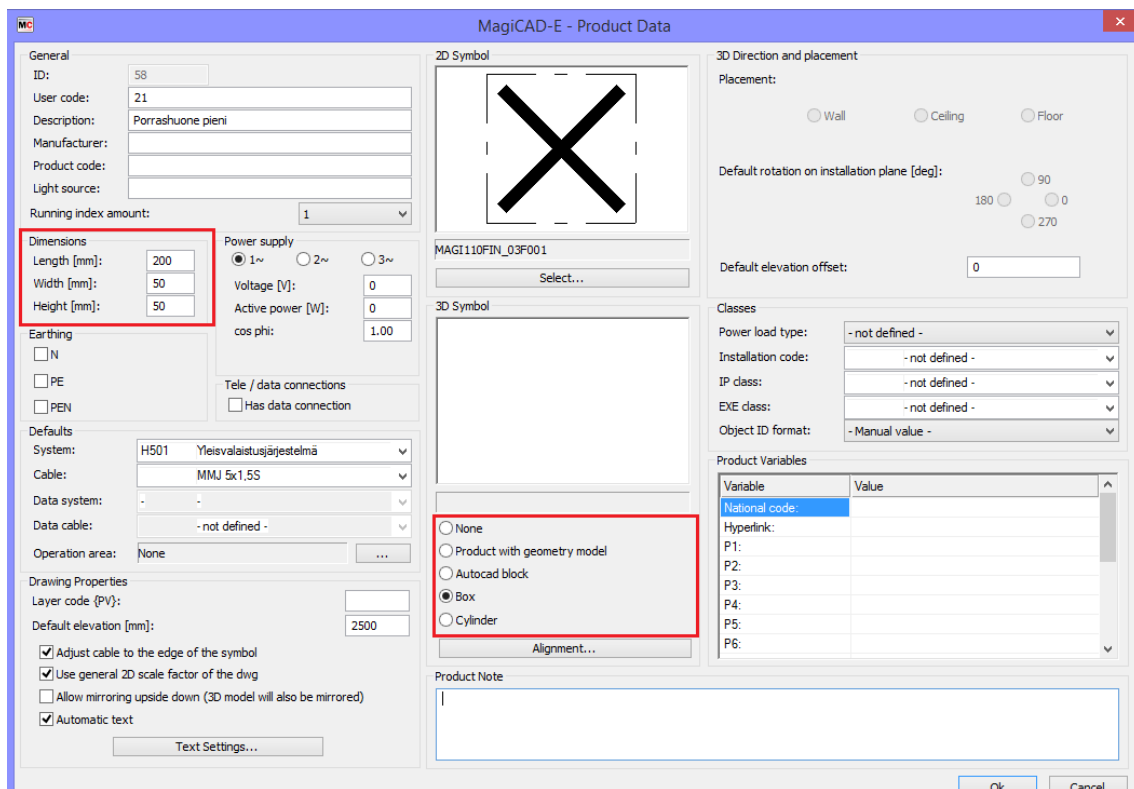 MC
MagiCAD-E - Product Data
×
General
ID: 58
User code: 21
Description: Porrashuone pieni
Manufacturer:
Product code:
Light source:
Running index amount: 1
Dimensions
Length [mm]: 200
Width [mm]: 50
Height [mm]: 50
Power supply
1~ 2~ 3~
Voltage [V]: 0
Active power [W]: 0
cos phi: 1.00
Earthing
N
PE
PEN
Tele / data connections
Has data connection
Defaults
System: H501 Yleisvalaistusjärjestelmä
Cable: MMJ 5x1,5S
Data system: - -
Data cable: - not defined -
Operation area: None ...
Drawing Properties
Layer code {PV}:
Default elevation [mm]: 2500
Adjust cable to the edge of the symbol
Use general 2D scale factor of the dwg
Allow mirroring upside down (3D model will also be mirrored)
Automatic text
Text Settings...
2D Symbol
MAGI110FIN_03F001
Select...
3D Symbol
None
Product with geometry model
Autocad block
Box
Cylinder
Alignment...
3D Direction and placement
Placement:
Wall Ceiling Floor
Default rotation on installation plane [deg]:
90
180 0
270
Default elevation offset: 0
Classes
Power load type: - not defined -
Installation code: - not defined -
IP class: - not defined -
EXE class: - not defined -
Object ID format: - Manual value -
Product Variables
Variable Value
National code:
Hyperlink:
P1:
P2:
P3:
P4:
P5:
P6:
Product Note
Ok Cancel